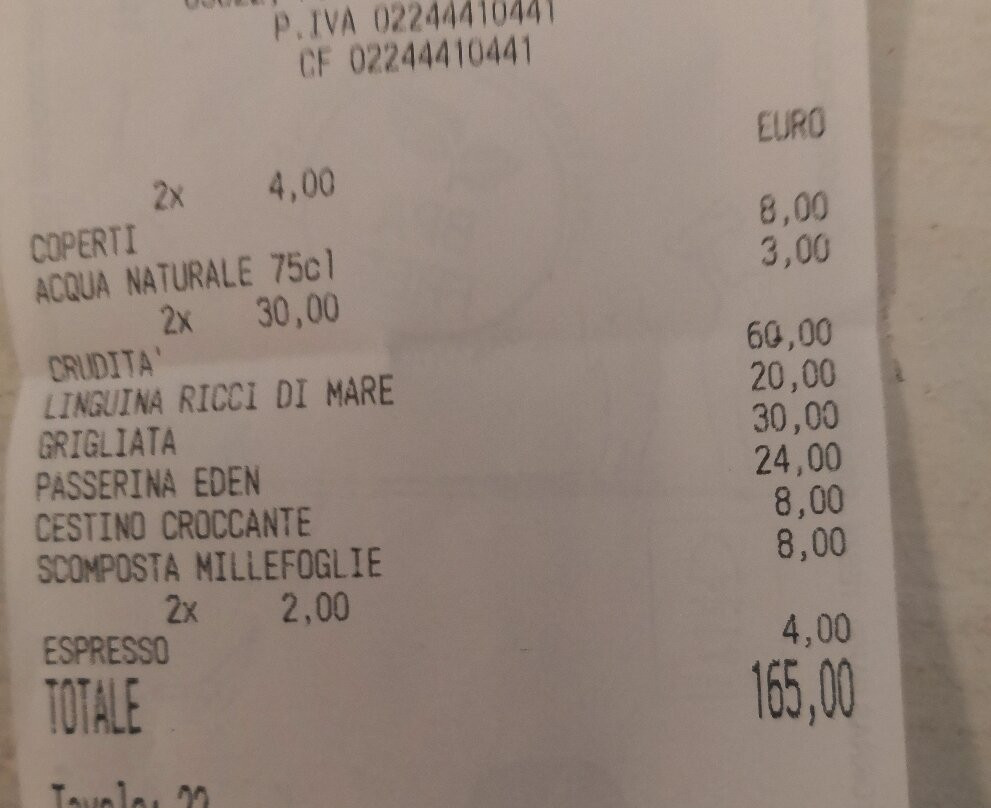 P.IVA 02244410441
CF 02244410441
EURO
2x 4,00
COPERTI 8,00
ACQUA NATURALE 75cl 3,00
2x 30,00
CRUDITA' 60,00
LINGUINA RICCI DI MARE 20,00
GRIGLIATA 30,00
PASSERINA EDEN 24,00
CESTINO CROCCANTE 8,00
SCOMPOSTA MILLEFOGLIE 8,00
2x 2,00
ESPRESSO 4,00
TOTALE 165,00
Tavolo: 22